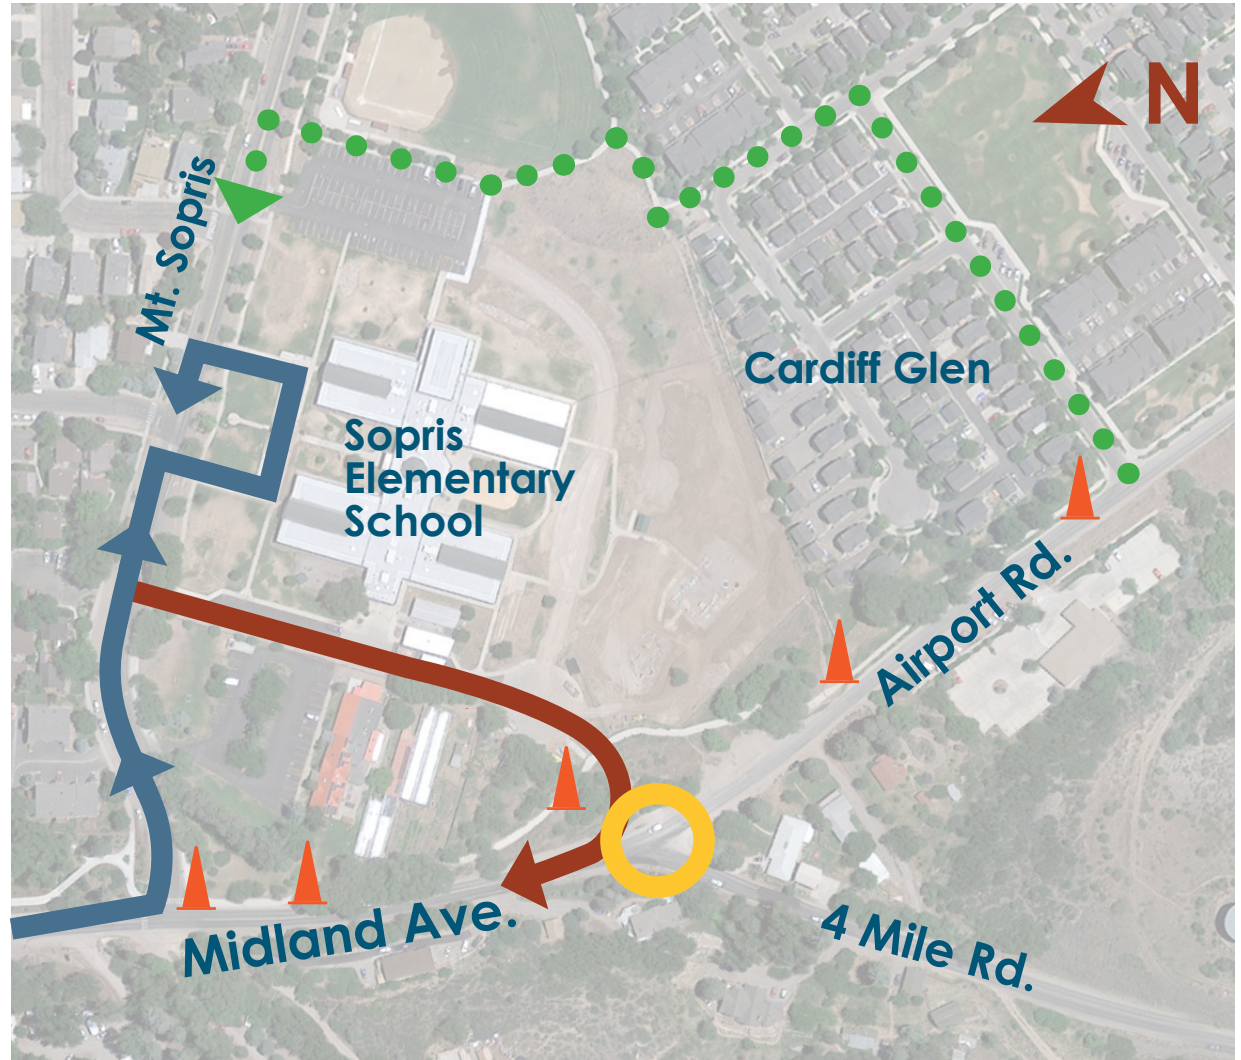 N
Mt. Sopris
Cardiff Glen
Sopris
Elementary
School
Airport Rd.
Midland Ave.
4 Mile Rd.